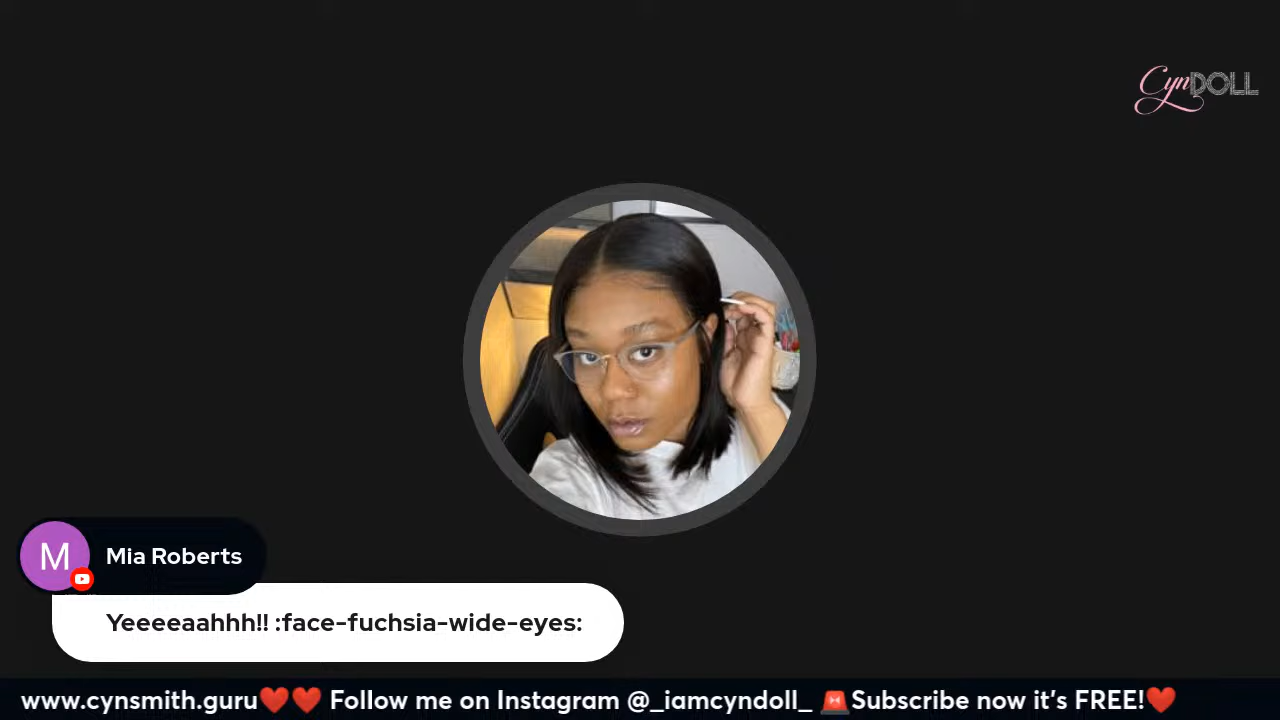 CynDOLL
M
Mia Roberts
Yeeeeaahhh!! :face-fuchsia-wide-eyes:
www.cynsmith.guru❤️❤️ Follow me on Instagram @_iamcyndoll_ 🚨Subscribe now it's FREE!❤️